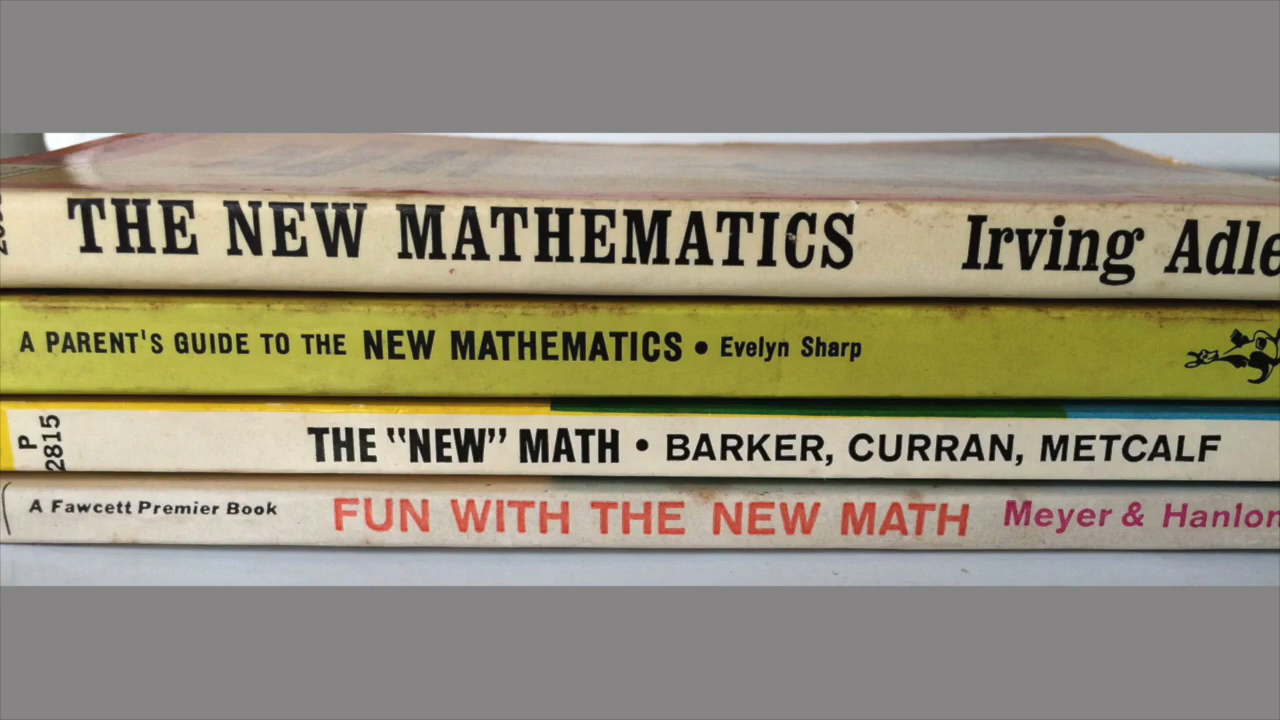 THE NEW MATHEMATICS Irving Adle
A PARENT'S GUIDE TO THE NEW MATHEMATICS • Evelyn Sharp
P 2815 THE "NEW" MATH • BARKER, CURRAN, METCALF
A Fawcett Premier Book FUN WITH THE NEW MATH Meyer & Hanlon